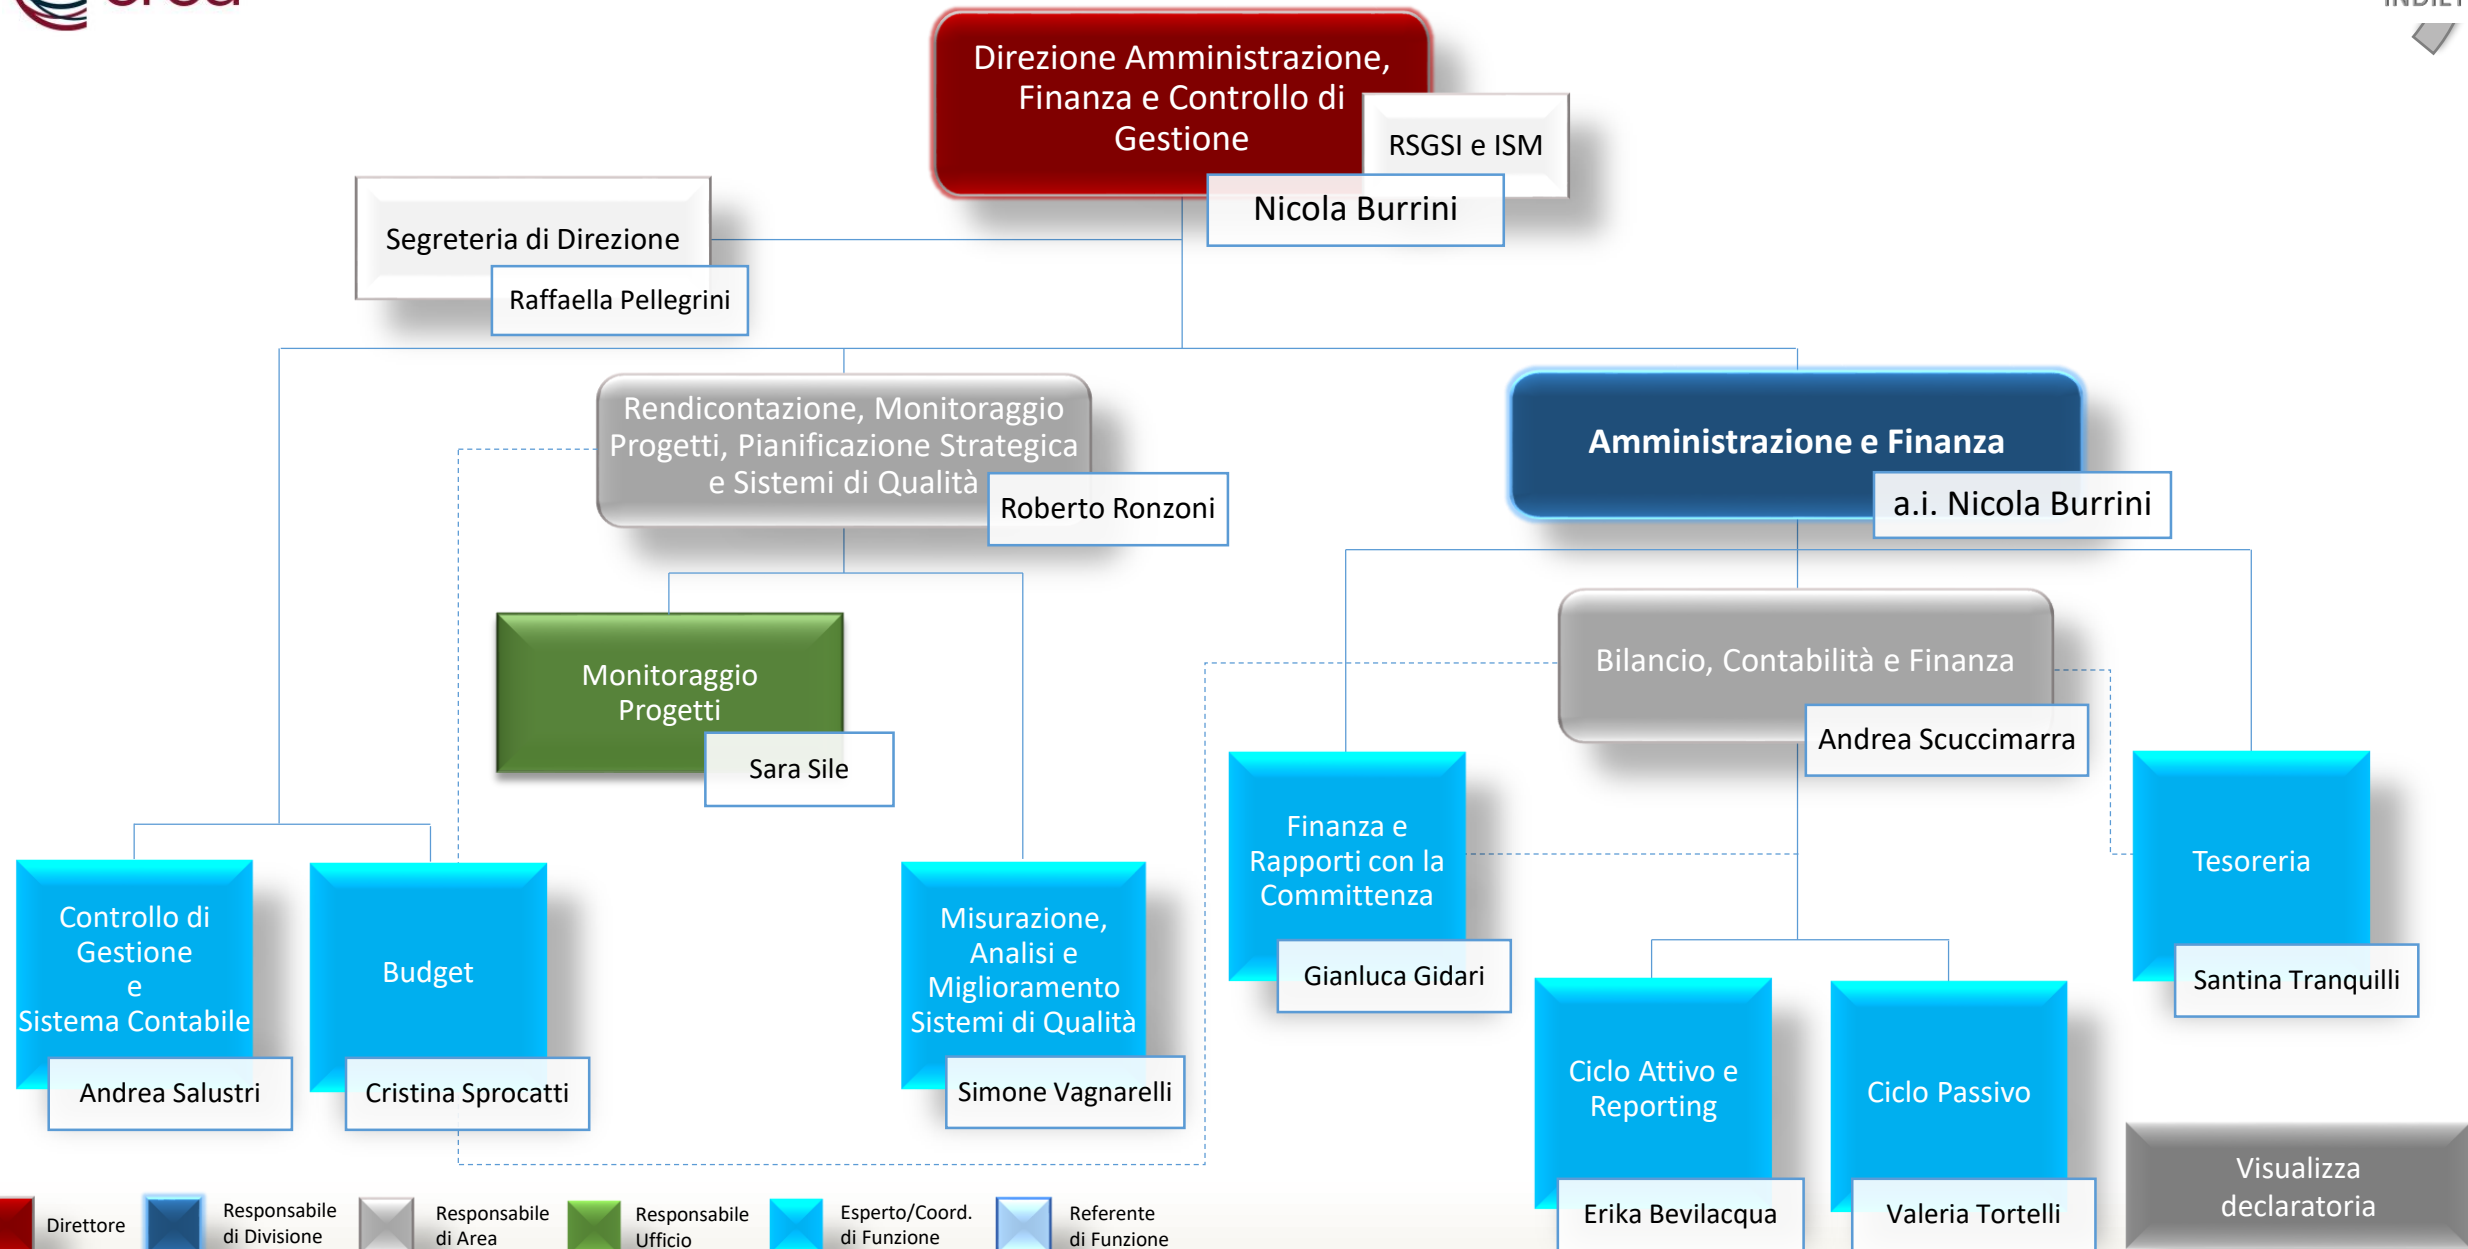 Direzione Amministrazione,
Finanza e Controllo di
Gestione
RSGSI e ISM
Nicola Burrini
Segreteria di Direzione
Raffaella Pellegrini
Rendicontazione, Monitoraggio
Progetti, Pianificazione Strategica
e Sistemi di Qualità
Roberto Ronzoni
Amministrazione e Finanza
a.i. Nicola Burrini
Monitoraggio
Progetti
Sara Sile
Bilancio, Contabilità e Finanza
Andrea Scuccimarra
Controllo di
Gestione
e
Sistema Contabile
Andrea Salustri
Budget
Cristina Sprocatti
Misurazione,
Analisi e
Miglioramento
Sistemi di Qualità
Simone Vagnarelli
Finanza e
Rapporti con la
Committenza
Gianluca Gidari
Tesoreria
Santina Tranquilli
Ciclo Attivo e
Reporting
Erika Bevilacqua
Ciclo Passivo
Valeria Tortelli
Visualizza
declaratoria
Direttore
Responsabile
di Divisione
Responsabile
di Area
Responsabile
Ufficio
Esperto/Coord.
di Funzione
Referente
di Funzione